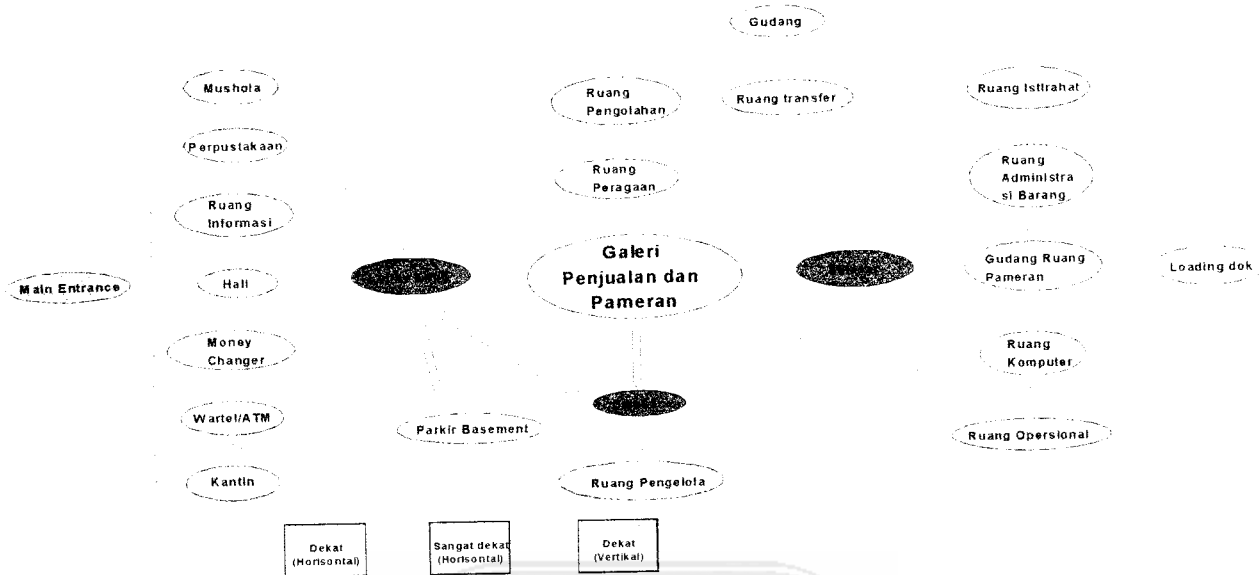 Gudang
Mushola
Ruang
Pengolahan
Ruang transfer
Ruang Istirahat
Perpustakaan
Ruang
Peragaan
Ruang
Administra
si Barang
Ruang
Informasi
Main Entrance
Hall
Galeri
Penjualan dan
Pameran
Gudang Ruang
Pameran
Loading dok
Money
Changer
Ruang
Komputer
Wartel/ATM
Parkir Basement
Ruang Opersional
Kantin
Ruang Pengelola
Dekat
(Horisontal)
Sangat dekat
(Horisontal)
Dekat
(Vertikal)